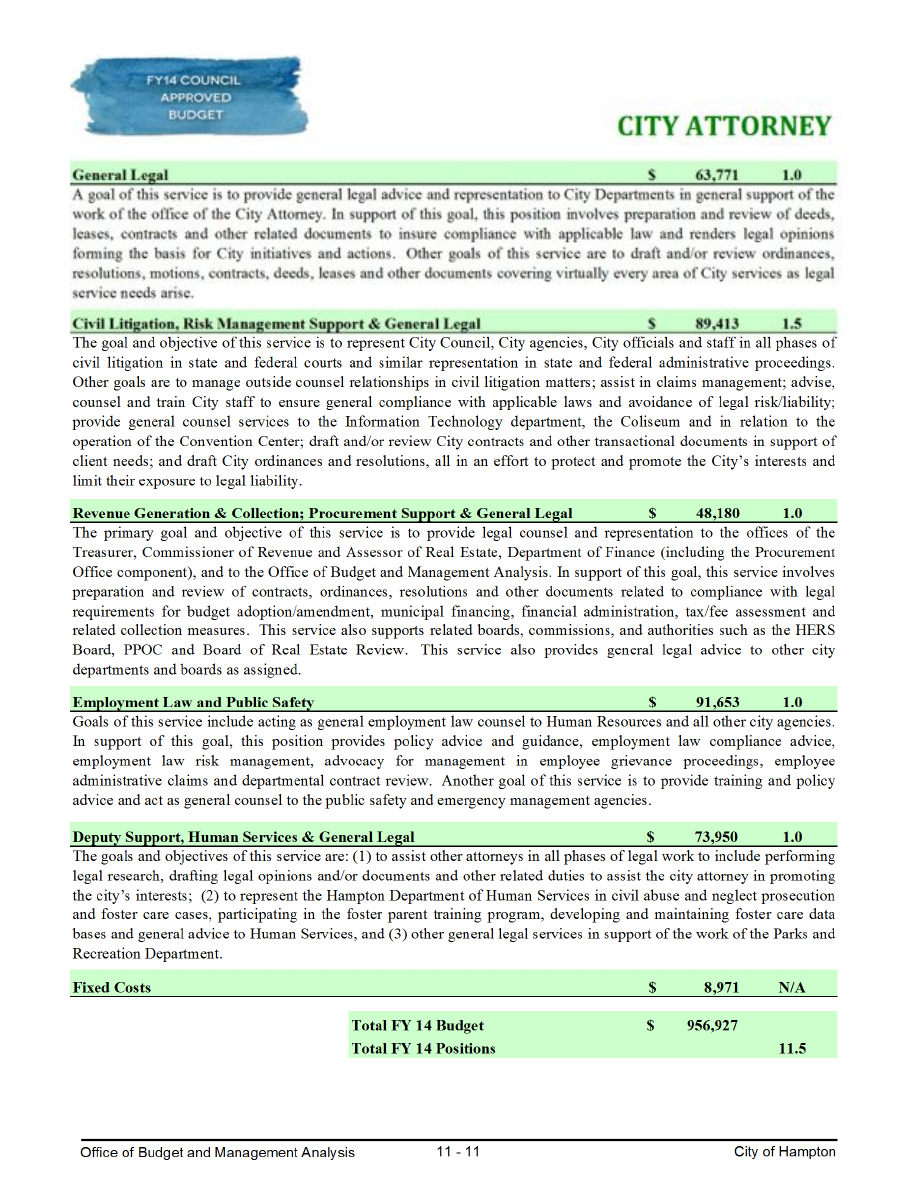 FY14 COUNCIL
APPROVED
BUDGET
CITY ATTORNEY
General Legal $ 63,771 1.0
A goal of this service is to provide general legal advice and representation to City Departments in general support of the
work of the office of the City Attorney. In support of this goal, this position involves preparation and review of deeds,
leases, contracts and other related documents to insure compliance with applicable law and renders legal opinions
forming the basis for City initiatives and actions. Other goals of this service are to draft and/or review ordinances,
resolutions, motions, contracts, deeds, leases and other documents covering virtually every area of City services as legal
service needs arise.
Civil Litigation, Risk Management Support & General Legal $ 89,413 1.5
The goal and objective of this service is to represent City Council, City agencies, City officials and staff in all phases of
civil litigation in state and federal courts and similar representation in state and federal administrative proceedings.
Other goals are to manage outside counsel relationships in civil litigation matters; assist in claims management; advise,
counsel and train City staff to ensure general compliance with applicable laws and avoidance of legal risk/liability;
provide general counsel services to the Information Technology department, the Coliseum and in relation to the
operation of the Convention Center; draft and/or review City contracts and other transactional documents in support of
client needs; and draft City ordinances and resolutions, all in an effort to protect and promote the City's interests and
limit their exposure to legal liability.
Revenue Generation & Collection; Procurement Support & General Legal $ 48,180 1.0
The primary goal and objective of this service is to provide legal counsel and representation to the offices of the
Treasurer, Commissioner of Revenue and Assessor of Real Estate, Department of Finance (including the Procurement
Office component), and to the Office of Budget and Management Analysis. In support of this goal, this service involves
preparation and review of contracts, ordinances, resolutions and other documents related to compliance with legal
requirements for budget adoption/amendment, municipal financing, financial administration, tax/fee assessment and
related collection measures. This service also supports related boards, commissions, and authorities such as the HERS
Board, PPOC and Board of Real Estate Review. This service also provides general legal advice to other city
departments and boards as assigned.
Employment Law and Public Safety $ 91,653 1.0
Goals of this service include acting as general employment law counsel to Human Resources and all other city agencies.
In support of this goal, this position provides policy advice and guidance, employment law compliance advice,
employment law risk management, advocacy for management in employee grievance proceedings, employee
administrative claims and departmental contract review. Another goal of this service is to provide training and policy
advice and act as general counsel to the public safety and emergency management agencies.
Deputy Support, Human Services & General Legal $ 73,950 1.0
The goals and objectives of this service are: (1) to assist other attorneys in all phases of legal work to include performing
legal research, drafting legal opinions and/or documents and other related duties to assist the city attorney in promoting
the city's interests; (2) to represent the Hampton Department of Human Services in civil abuse and neglect prosecution
and foster care cases, participating in the foster parent training program, developing and maintaining foster care data
bases and general advice to Human Services, and (3) other general legal services in support of the work of the Parks and
Recreation Department.
Fixed Costs $ 8,971 N/A
Total FY 14 Budget $ 956,927
Total FY 14 Positions 11.5
Office of Budget and Management Analysis 11 - 11 City of Hampton